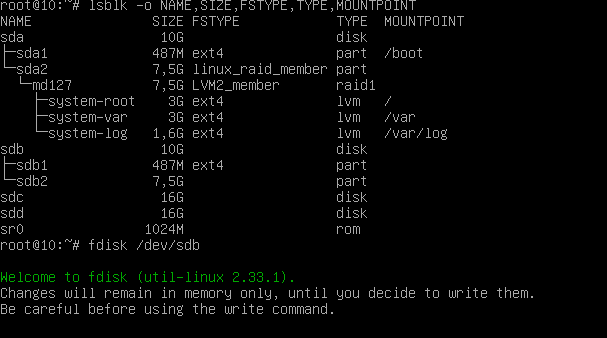 root@10:~# lsblk -o NAME,SIZE,FSTYPE,TYPE,MOUNTPOINT
NAME                SIZE FSTYPE            TYPE  MOUNTPOINT
sda                  10G                   disk
├─sda1              487M ext4              part  /boot
└─sda2              7,5G linux_raid_member part
  └─md127           7,5G LVM2_member       raid1
    ├─system-root     3G ext4              lvm   /
    ├─system-var      3G ext4              lvm   /var
    └─system-log    1,6G ext4              lvm   /var/log
sdb                  10G                   disk
├─sdb1              487M ext4              part
└─sdb2              7,5G                   part
sdc                  16G                   disk
sdd                  16G                   disk
sr0                1024M                   rom
root@10:~# fdisk /dev/sdb
Welcome to fdisk (util-linux 2.33.1).
Changes will remain in memory only, until you decide to write them.
Be careful before using the write command.